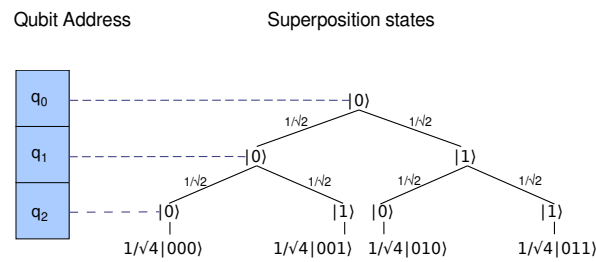 Qubit Address Superposition states
q₀ |0⟩
1/√2 1/√2
q₁ |0⟩ |1⟩
1/√2 1/√2 1/√2 1/√2
q₂ |0⟩ |1⟩ |0⟩ |1⟩
1/√4|000⟩ 1/√4|001⟩ 1/√4|010⟩ 1/√4|011⟩